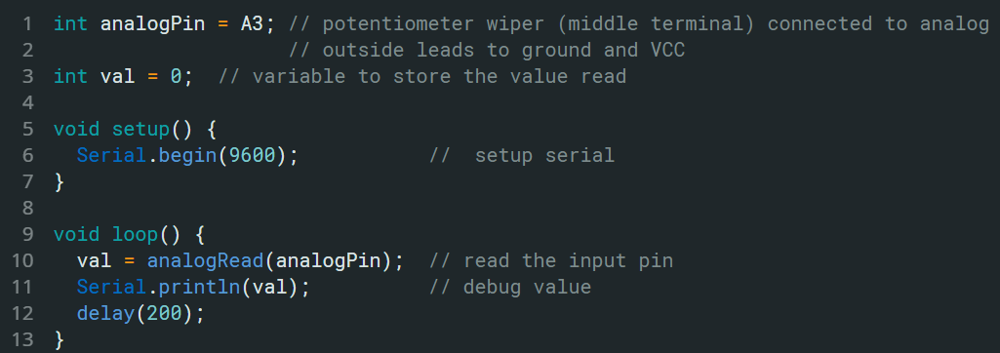 1 int analogPin = A3; // potentiometer wiper (middle terminal) connected to analog
2 // outside leads to ground and VCC
3 int val = 0; // variable to store the value read
4
5 void setup() {
6 Serial.begin(9600); //  setup serial
7 }
8
9 void loop() {
10 val = analogRead(analogPin); // read the input pin
11 Serial.println(val); // debug value
12 delay(200);
13 }